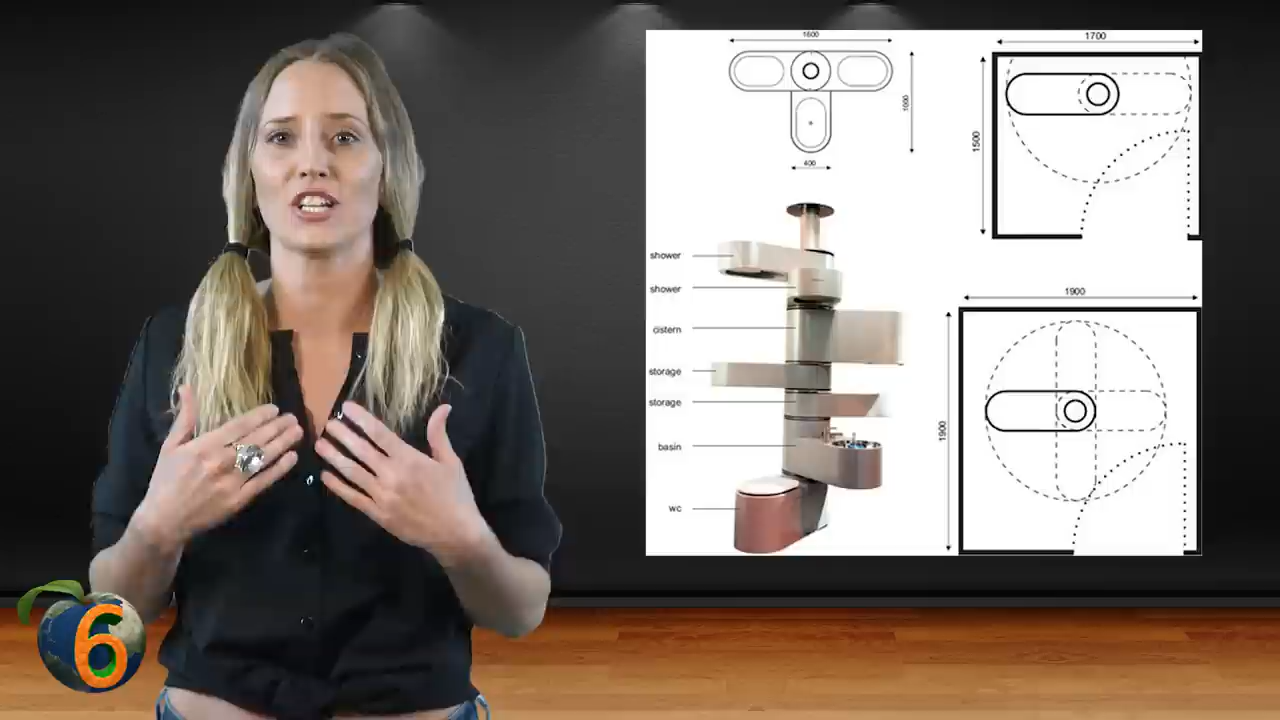 1600
1000
400
shower
shower
cistern
storage
storage
basin
wc
1700
1500
1900
1900
6